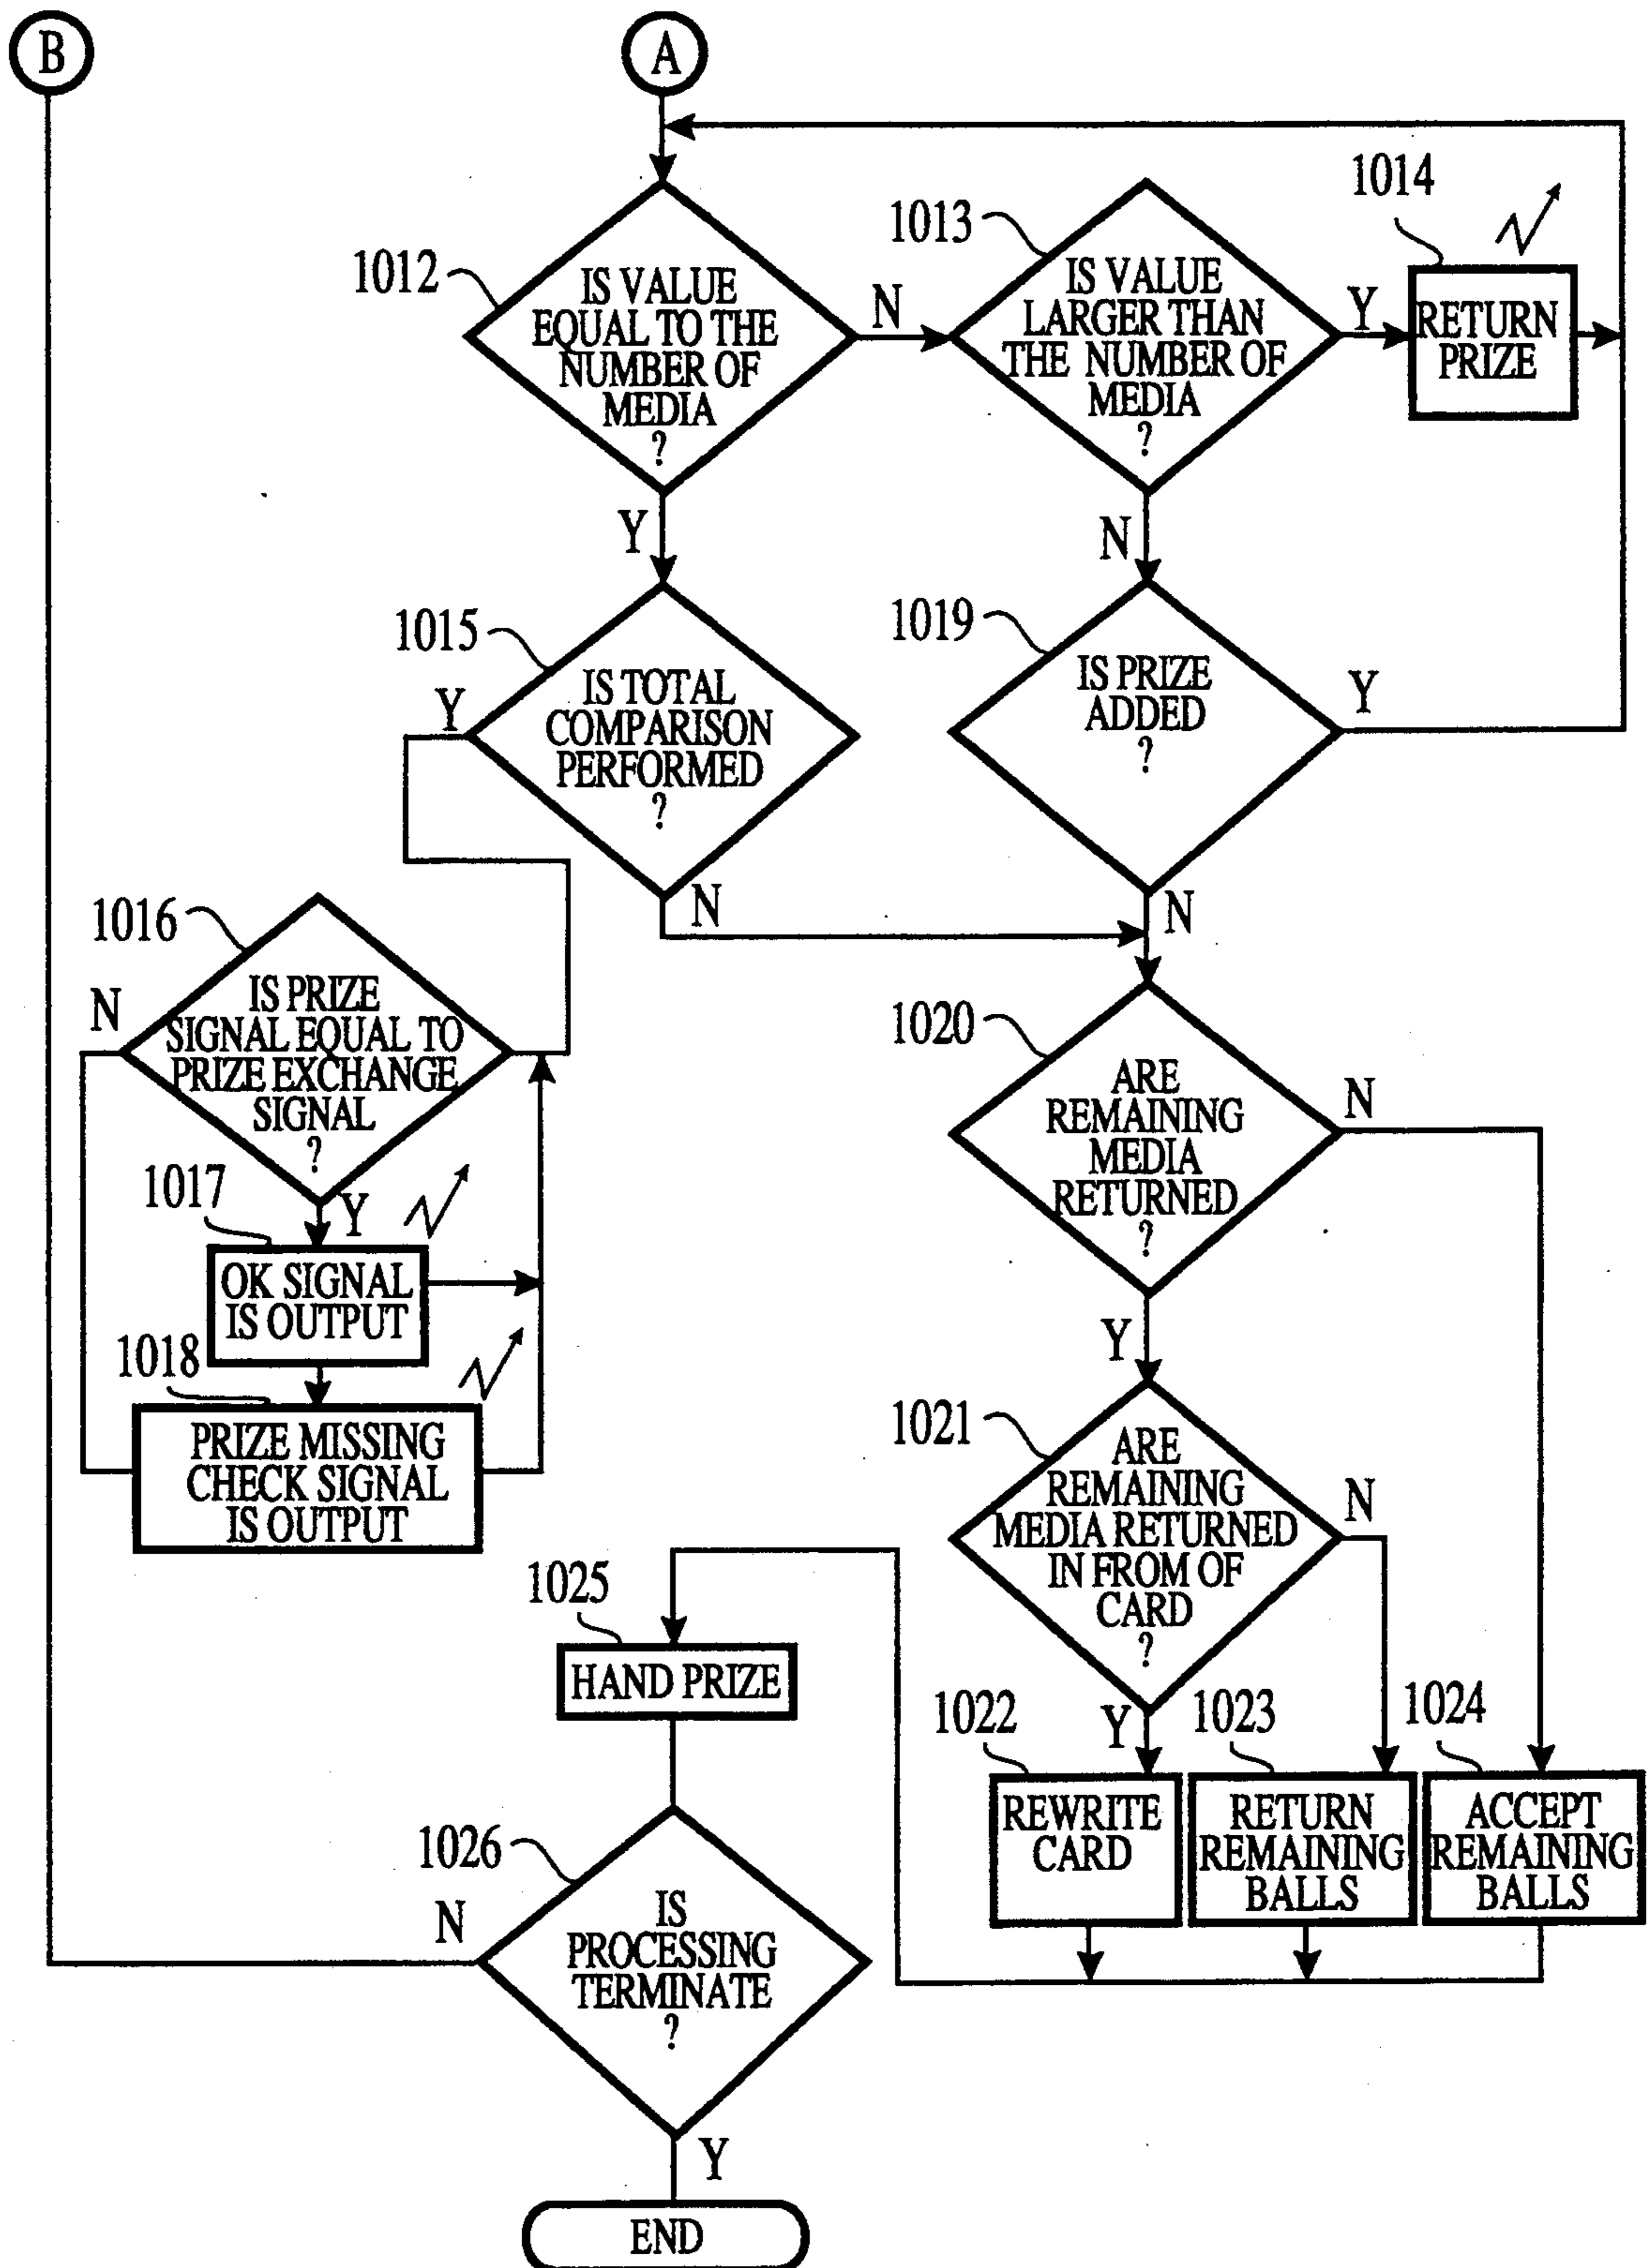 B
A
1012
IS VALUE
EQUAL TO THE
NUMBER OF
MEDIA
?
N
Y
1013
IS VALUE
LARGER THAN
THE NUMBER OF
MEDIA
?
Y
N
1014
RETURN
PRIZE
1015
IS TOTAL
COMPARISON
PERFORMED
?
Y
N
1019
IS PRIZE
ADDED
?
Y
N
1016
IS PRIZE
SIGNAL EQUAL TO
PRIZE EXCHANGE
SIGNAL
?
N
Y
1017
OK SIGNAL
IS OUTPUT
1018
PRIZE MISSING
CHECK SIGNAL
IS OUTPUT
1020
ARE
REMAINING
MEDIA
RETURNED
?
N
Y
1021
ARE
REMAINING
MEDIA RETURNED
IN FROM OF
CARD
?
N
Y
1022
REWRITE
CARD
1023
RETURN
REMAINING
BALLS
1024
ACCEPT
REMAINING
BALLS
1025
HAND PRIZE
1026
IS
PROCESSING
TERMINATE
?
N
Y
END